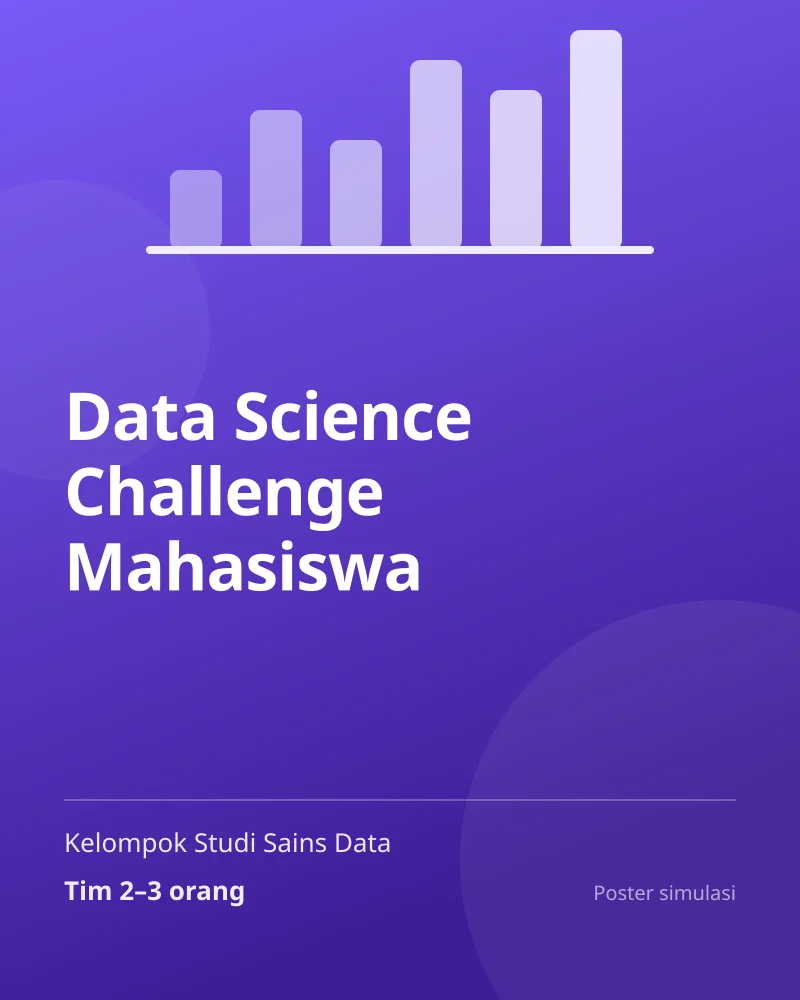 Data Science
Challenge
Mahasiswa
Kelompok Studi Sains Data
Tim 2–3 orang
Poster simulasi